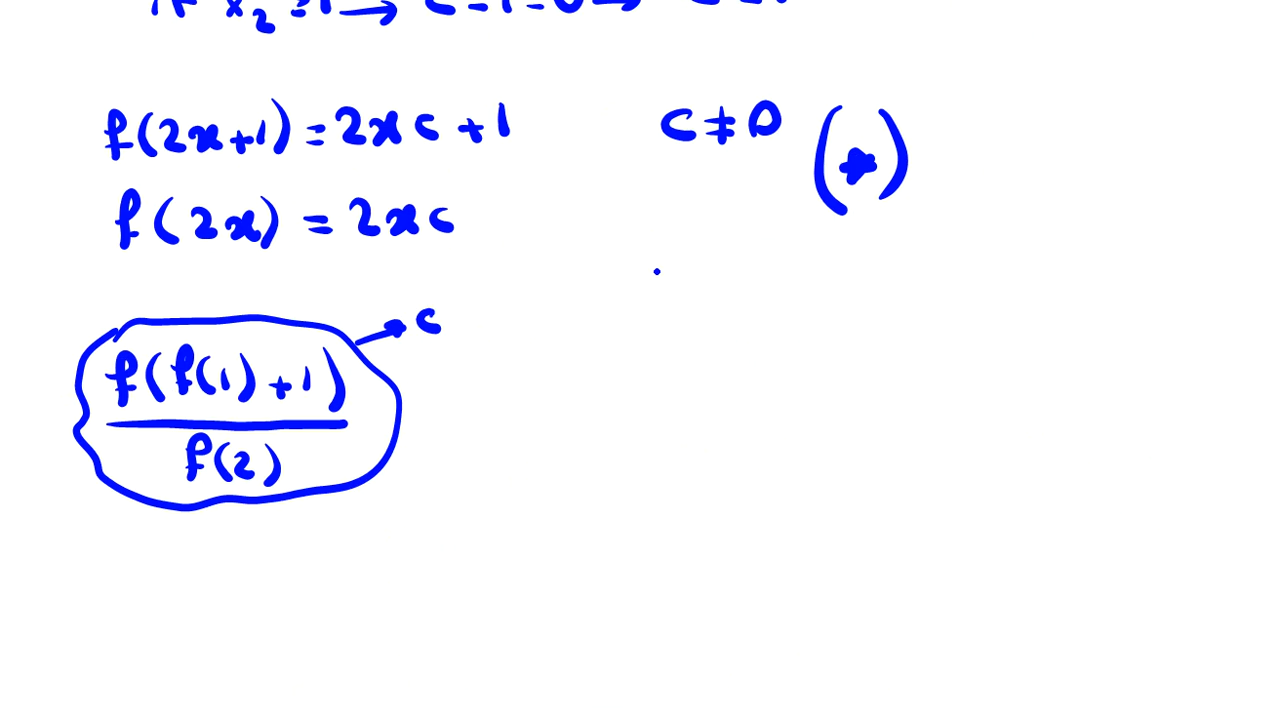 f(2x+1) = 2xc + 1 c ≠ 0 (*)
f(2x) = 2xc
→ c
f(f(1)+1)
f(2)